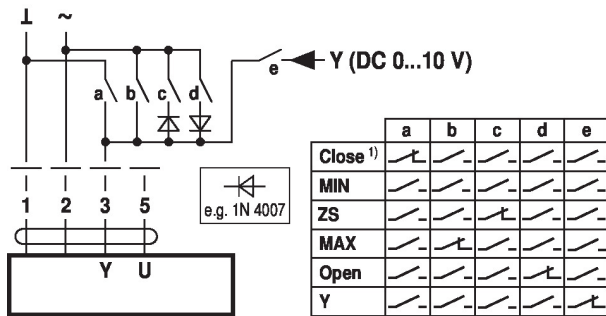 ⊥ ~
e Y (DC 0...10 V)
a b c d
1 2 3 5
e.g. 1N 4007
Y U
a b c d e
Close 1)
MIN
ZS
MAX
Open
Y